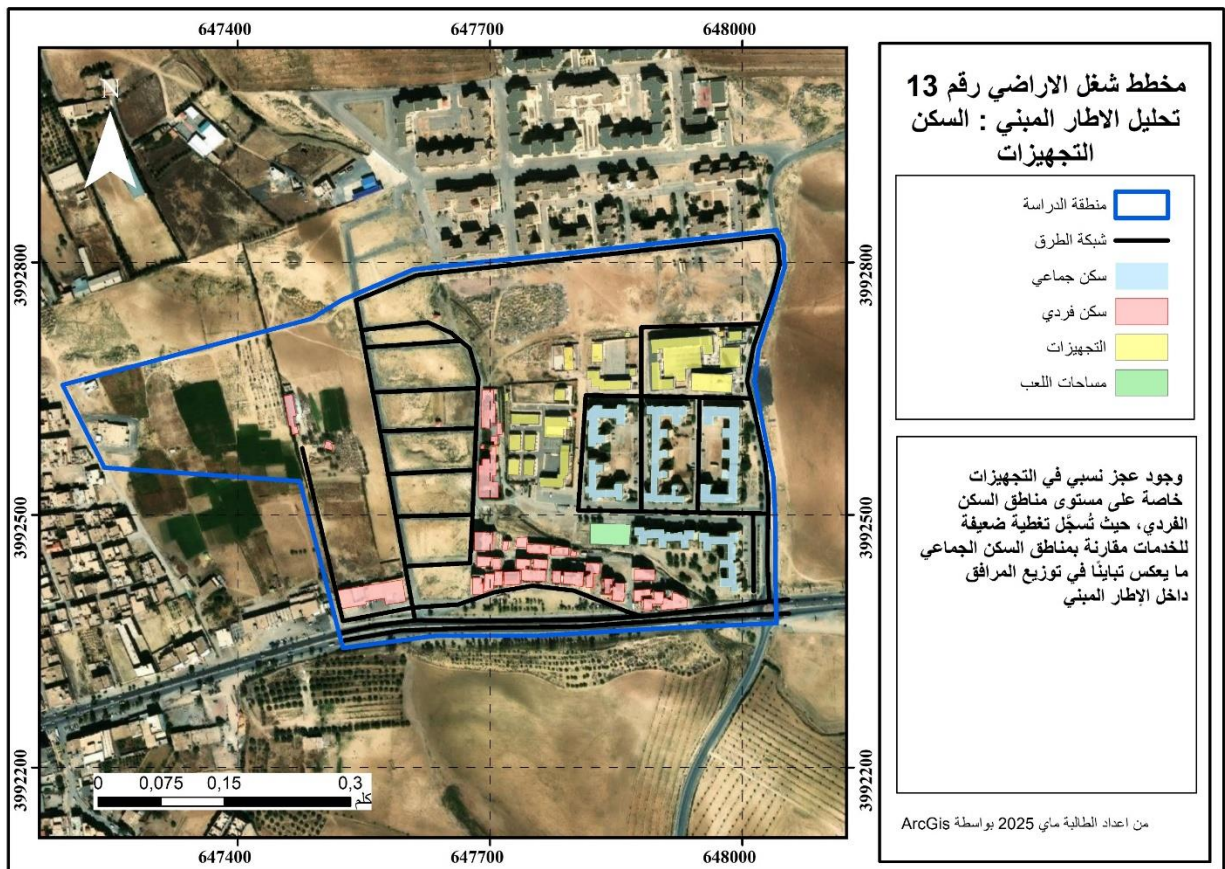 647400 647700 648000
N
3992800 3992800
3992500 3992500
3992200 3992200
0 0,075 0,15 0,3
كلم
647400 647700 648000
مخطط شغل الاراضي رقم 13
تحليل الاطار المبني : السكن
التجهيزات
منطقة الدراسة
شبكة الطرق
سكن جماعي
سكن فردي
التجهيزات
مساحات اللعب
وجود عجز نسبي في التجهيزات
خاصة على مستوى مناطق السكن
الفردي، حيث تُسجَّل تغطية ضعيفة
للخدمات مقارنة بمناطق السكن الجماعي
ما يعكس تباينًا في توزيع المرافق
داخل الإطار المبني
من اعداد الطالبة ماي 2025 بواسطة ArcGis